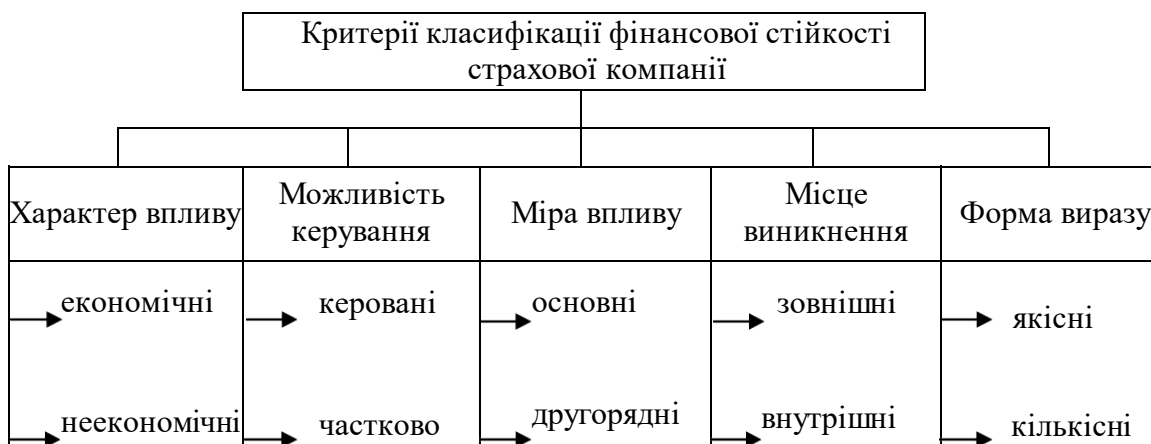 Критерії класифікації фінансової стійкості
страхової компанії
Характер впливу
Можливість
керування
Міра впливу
Місце
виникнення
Форма виразу
економічні
керовані
основні
зовнішні
якісні
неекономічні
частково
другорядні
внутрішні
кількісні